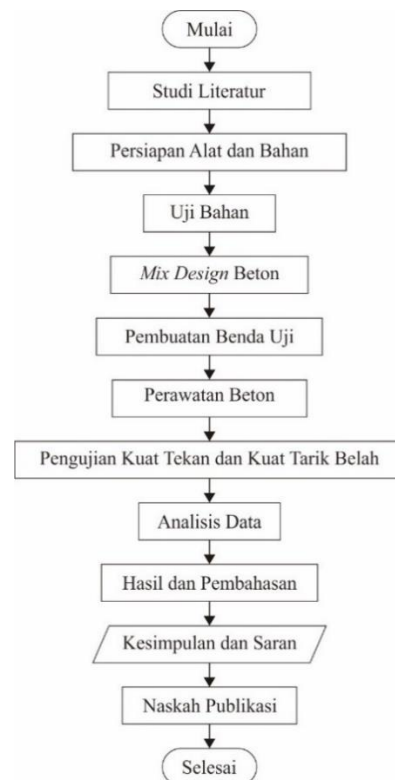 Mulai
Studi Literatur
Persiapan Alat dan Bahan
Uji Bahan
Mix Design Beton
Pembuatan Benda Uji
Perawatan Beton
Pengujian Kuat Tekan dan Kuat Tarik Belah
Analisis Data
Hasil dan Pembahasan
Kesimpulan dan Saran
Naskah Publikasi
Selesai